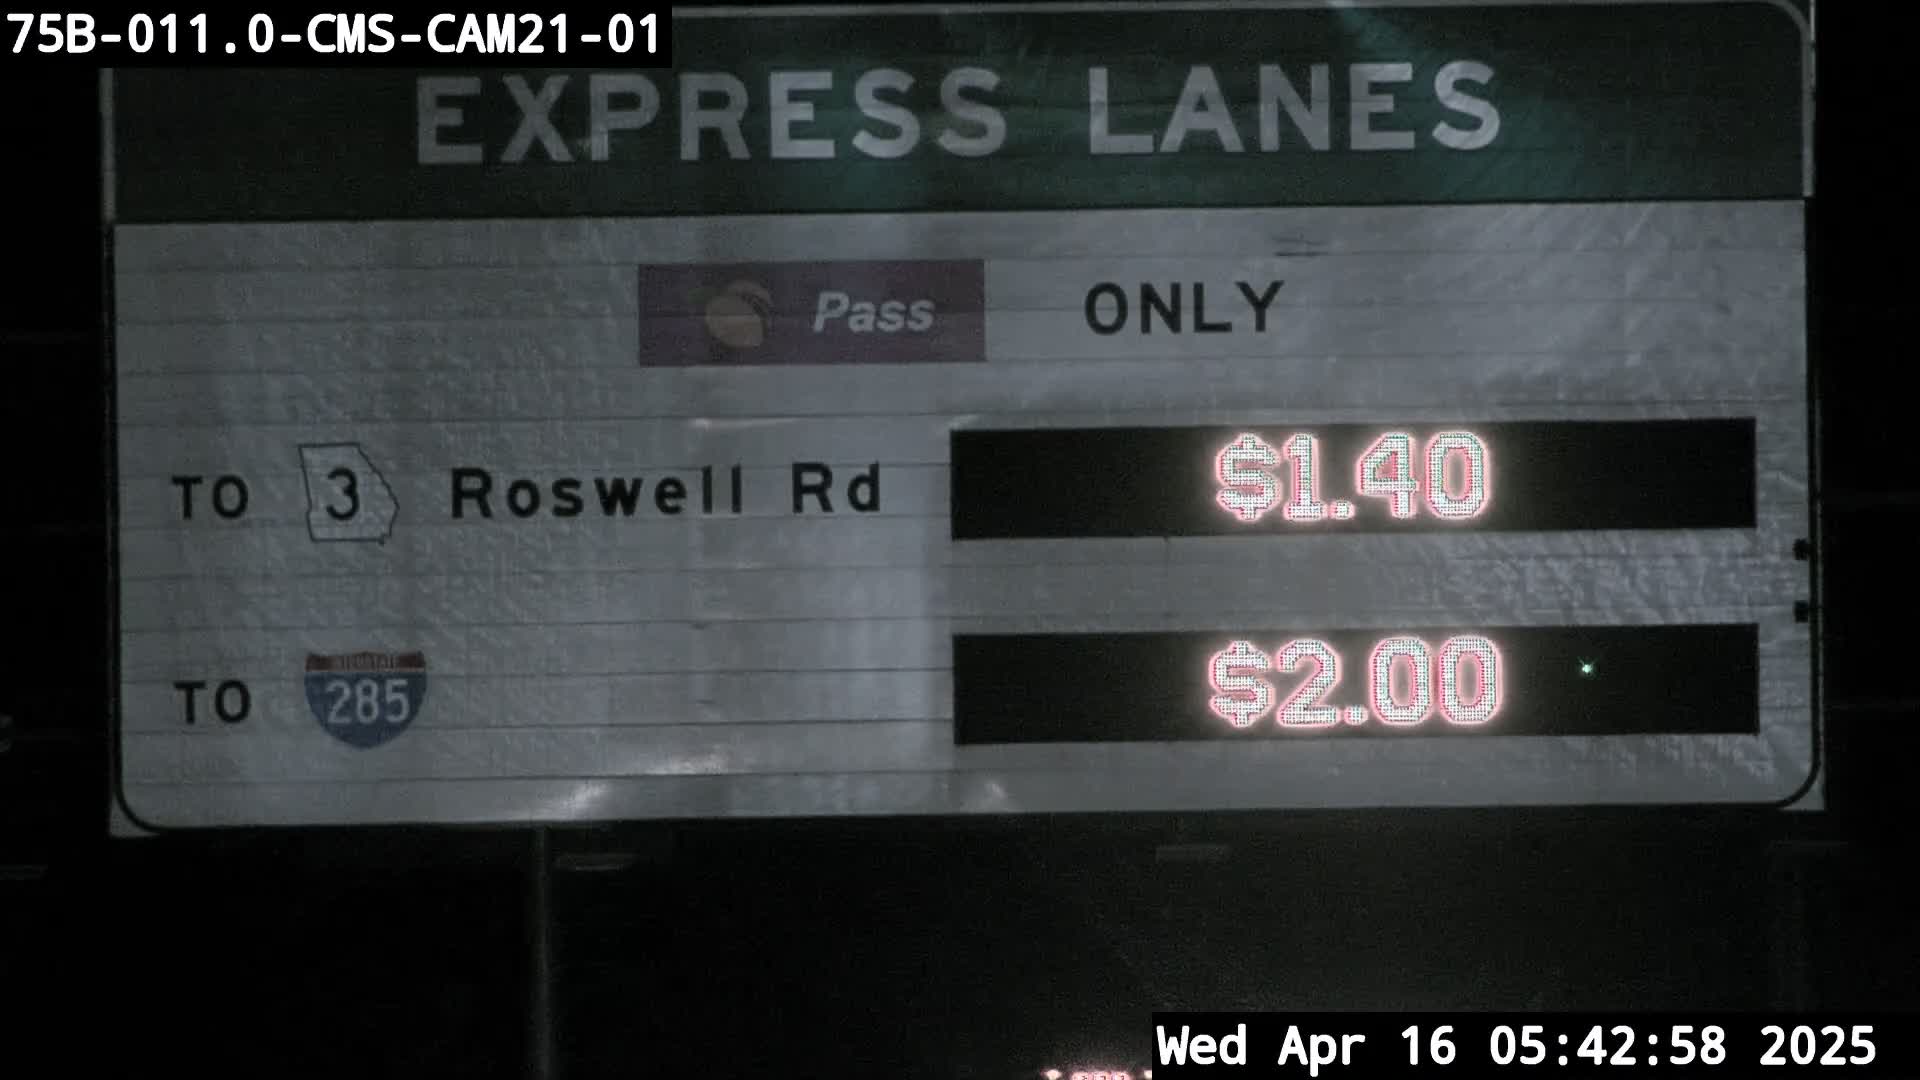 75B-011.0-CMS-CAM21-01
EXPRESS LANES
Pass ONLY
TO 3 Roswell Rd $1.40
INTERSTATE
TO 285 $2.00
Wed Apr 16 05:42:58 2025